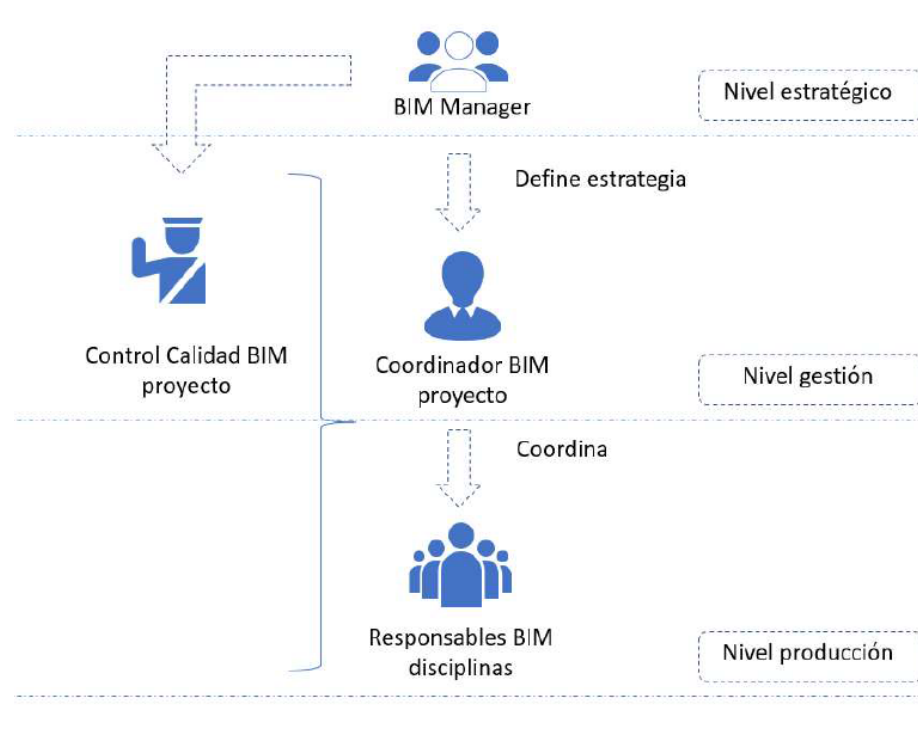 BIM Manager
Nivel estratégico
Define estrategia
Control Calidad BIM
proyecto
Coordinador BIM
proyecto
Nivel gestión
Coordina
Responsables BIM
disciplinas
Nivel producción